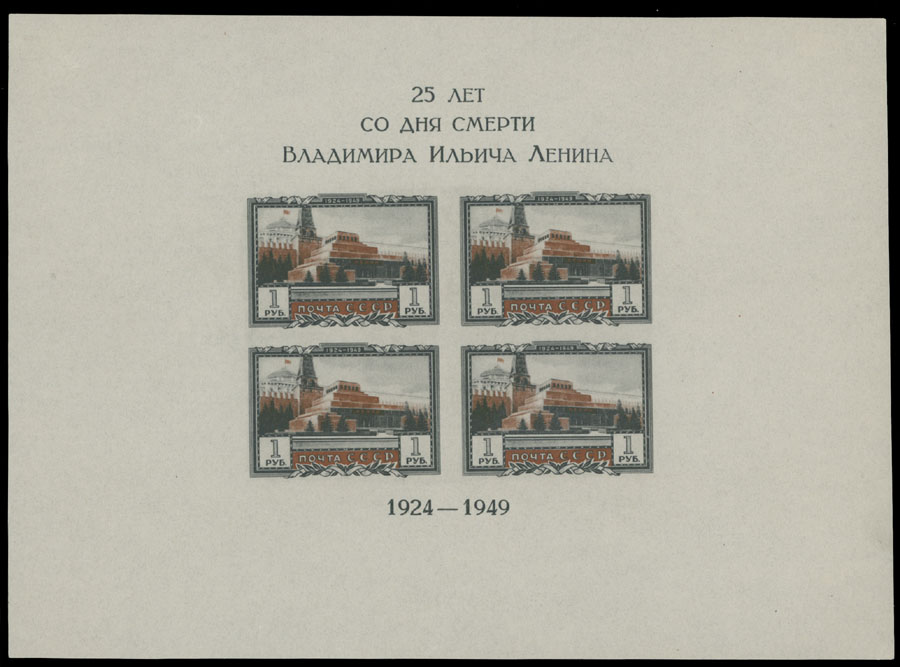 25 ЛЕТ
СО ДНЯ СМЕРТИ
ВЛАДИМИРА ИЛЬИЧА ЛЕНИНА
1924–1949
1924–1949
1 РУБ.
ПОЧТА СССР
1 РУБ.
1 РУБ.
ПОЧТА СССР
1 РУБ.
1924–1949
1924–1949
1 РУБ.
ПОЧТА СССР
1 РУБ.
1 РУБ.
ПОЧТА СССР
1 РУБ.
1924—1949